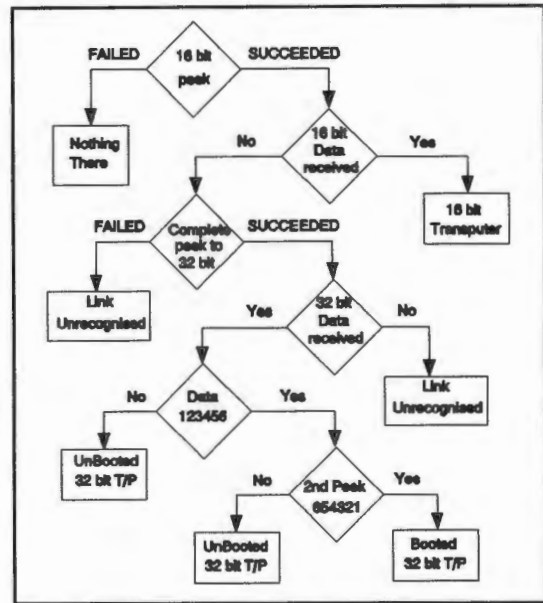 FAILED
16 bit
peek
SUCCEEDED
Nothing
There
No
16 bit
Data
received
Yes
16 bit
Transputer
FAILED
Complete
peek to
32 bit
SUCCEEDED
Link
Unrecognised
Yes
32 bit
Data
received
No
Link
Unrecognised
No
Data
123456
Yes
UnBooted
32 bit T/P
No
2nd Peek
654321
Yes
UnBooted
32 bit T/P
Booted
32 bit T/P